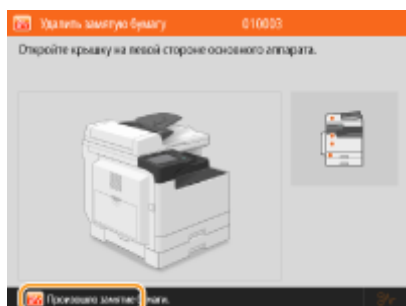 Удалить замятую бумагу 010003
Откройте крышку на левой стороне основного аппарата.
Произошло замятие бумаги.